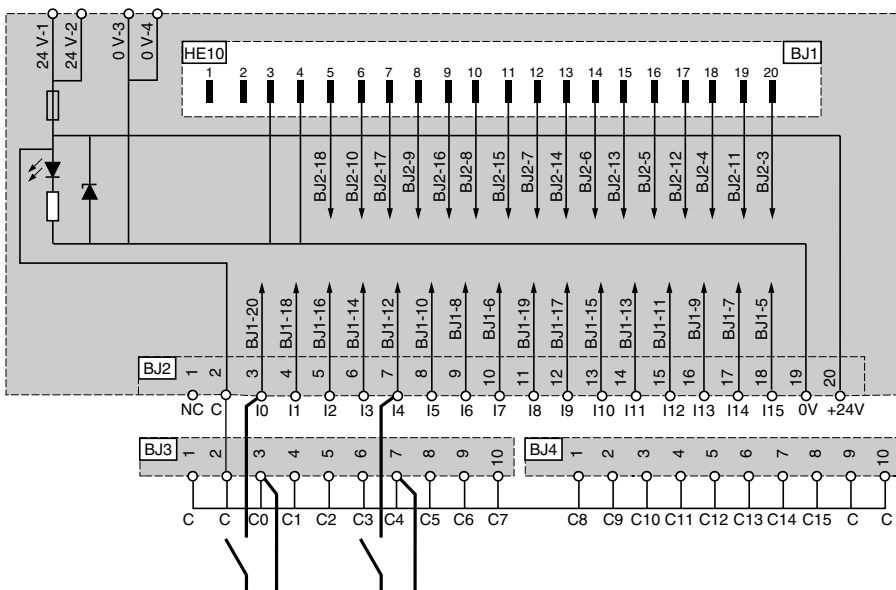 24 V-1 24 V-2 0 V-3 0 V-4
HE10 BJ1
1 2 3 4 5 6 7 8 9 10 11 12 13 14 15 16 17 18 19 20
BJ2-18 BJ2-10 BJ2-17 BJ2-9 BJ2-16 BJ2-8 BJ2-15 BJ2-7 BJ2-14 BJ2-6 BJ2-13 BJ2-5 BJ2-12 BJ2-4 BJ2-11 BJ2-3
BJ1-20 BJ1-18 BJ1-16 BJ1-14 BJ1-12 BJ1-10 BJ1-8 BJ1-6 BJ1-19 BJ1-17 BJ1-15 BJ1-13 BJ1-11 BJ1-9 BJ1-7 BJ1-5
BJ2 1 2 3 4 5 6 7 8 9 10 11 12 13 14 15 16 17 18 19 20
NC C I0 I1 I2 I3 I4 I5 I6 I7 I8 I9 I10 I11 I12 I13 I14 I15 0V +24V
BJ3 1 2 3 4 5 6 7 8 9 10 BJ4 1 2 3 4 5 6 7 8 9 10
C C C0 C1 C2 C3 C4 C5 C6 C7 C8 C9 C10 C11 C12 C13 C14 C15 C C